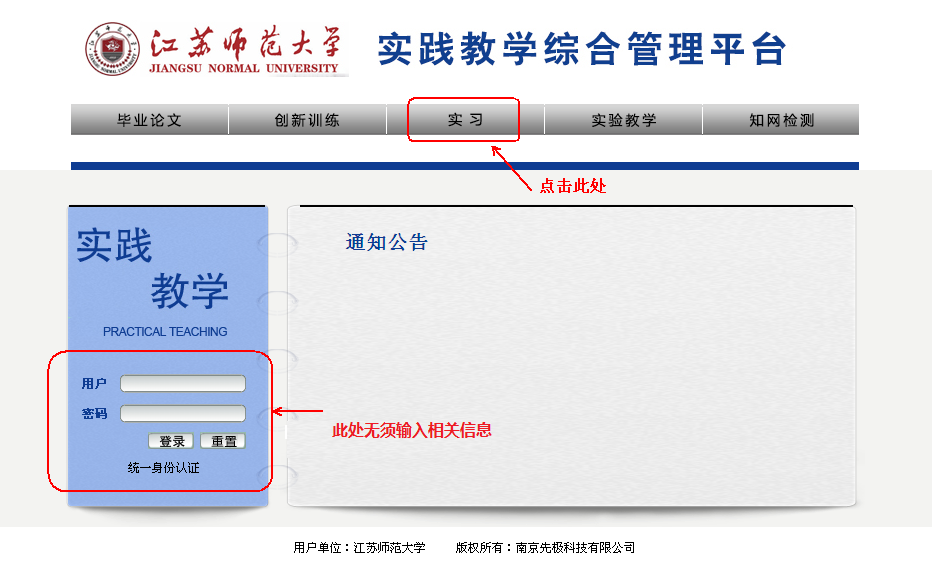 江苏师范大学
JIANGSU NORMAL UNIVERSITY
实践教学综合管理平台
毕业论文 创新训练 实习 实验教学 知网检测
点击此处
实践
教学
PRACTICAL TEACHING
通知公告
用户
密码
登录 重置
统一身份认证
此处无须输入相关信息
用户单位：江苏师范大学 版权所有：南京先极科技有限公司